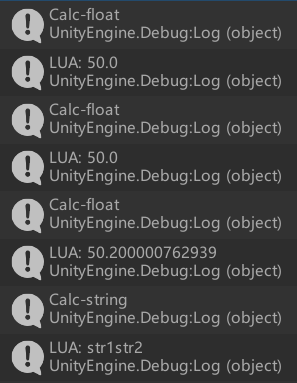 Calc-float
UnityEngine.Debug:Log (object)
LUA: 50.0
UnityEngine.Debug:Log (object)
Calc-float
UnityEngine.Debug:Log (object)
LUA: 50.0
UnityEngine.Debug:Log (object)
Calc-float
UnityEngine.Debug:Log (object)
LUA: 50.200000762939
UnityEngine.Debug:Log (object)
Calc-string
UnityEngine.Debug:Log (object)
LUA: str1str2
UnityEngine.Debug:Log (object)